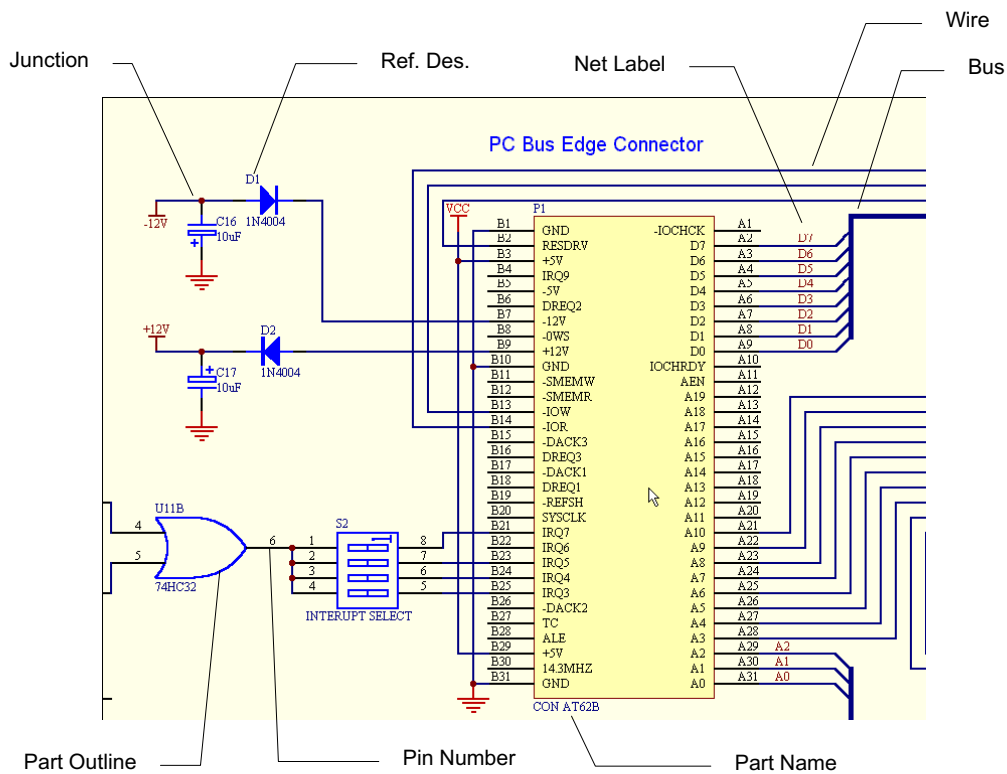 Wire
Junction
Ref. Des.
Net Label
Bus
PC Bus Edge Connector
D1
1N4004
-12V
C16
10uF
+
+12V
D2
1N4004
C17
10uF
+
VCC
P1
B1 GND -IOCHCK A1
B2 RESDRV D7 A2 D7
B3 +5V D6 A3 D6
B4 IRQ9 D5 A4 D5
B5 -5V D4 A5 D4
B6 DREQ2 D3 A6 D3
B7 -12V D2 A7 D2
B8 -0WS D1 A8 D1
B9 +12V D0 A9 D0
B10 GND IOCHRDY A10
B11 -SMEMW AEN A11
B12 -SMEMR A19 A12
B13 -IOW A18 A13
B14 -IOR A17 A14
B15 -DACK3 A16 A15
B16 DREQ3 A15 A16
B17 -DACK1 A14 A17
B18 DREQ1 A13 A18
B19 -REFSH A12 A19
B20 SYSCLK A11 A20
B21 IRQ7 A10 A21
B22 IRQ6 A9 A22
B23 IRQ5 A8 A23
B24 IRQ4 A7 A24
B25 IRQ3 A6 A25
B26 -DACK2 A5 A26
B27 TC A4 A27
B28 ALE A3 A28
B29 +5V A2 A29 A2
B30 14.3MHZ A1 A30 A1
B31 GND A0 A31 A0
CON AT62B
U11B
4
5
6
74HC32
S2
1 8
2 7
3 6
4 5
INTERUPT SELECT
Part Outline
Pin Number
Part Name